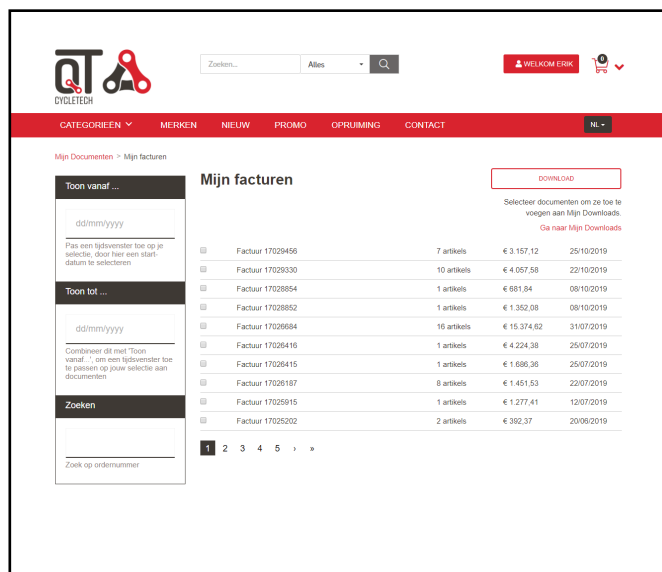 QTA
CYCLETECH
Zoeken...
Alles
WELKOM ERIK
0
CATEGORIEËN MERKEN NIEUW PROMO OPRUIMING CONTACT NL
Mijn Documenten > Mijn facturen
Toon vanaf ...
dd/mm/yyyy
Pas een tijdsvenster toe op je
selectie, door hier een start-
datum te selecteren
Toon tot ...
dd/mm/yyyy
Combineer dit met 'Toon
vanaf...', om een tijdsvenster toe
te passen op jouw selectie aan
documenten
Zoeken
Zoek op ordernummer
Mijn facturen
DOWNLOAD
Selecteer documenten om ze toe te
voegen aan Mijn Downloads.
Ga naar Mijn Downloads
Factuur 17029456 7 artikels € 3.157,12 25/10/2019
Factuur 17029330 10 artikels € 4.057,58 22/10/2019
Factuur 17028854 1 artikels € 681,84 08/10/2019
Factuur 17028852 1 artikels € 1.352,08 08/10/2019
Factuur 17026684 16 artikels € 15.374,62 31/07/2019
Factuur 17026416 1 artikels € 4.224,38 25/07/2019
Factuur 17026415 1 artikels € 1.686,36 25/07/2019
Factuur 17026187 8 artikels € 1.451,53 22/07/2019
Factuur 17025915 1 artikels € 1.277,41 12/07/2019
Factuur 17025202 2 artikels € 392,37 20/06/2019
1 2 3 4 5 › »